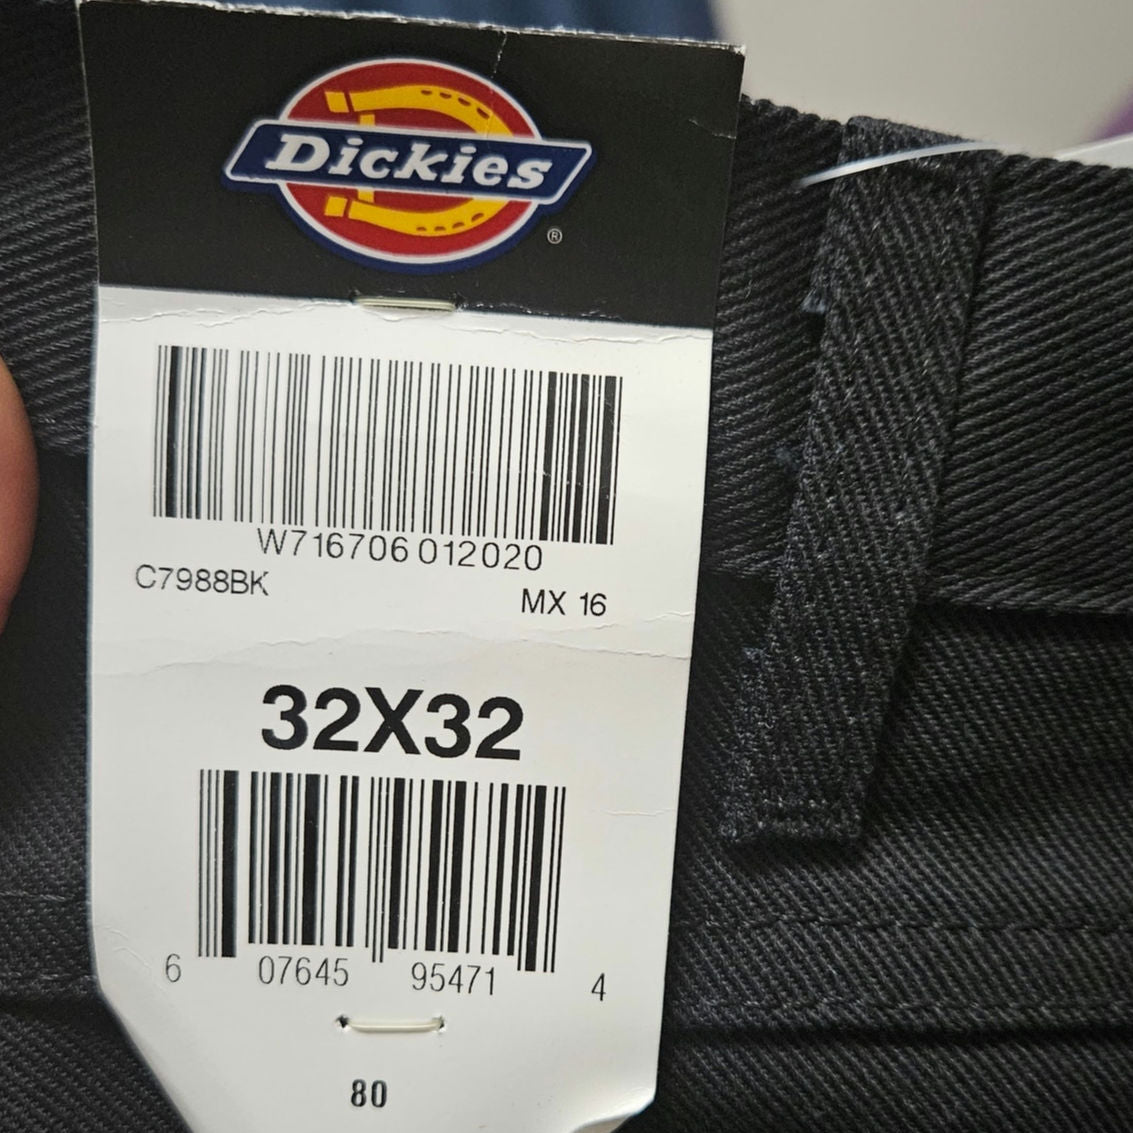 Dickies
®
W716706 012020
C7988BK
MX 16
32X32
6 07645 95471 4
80